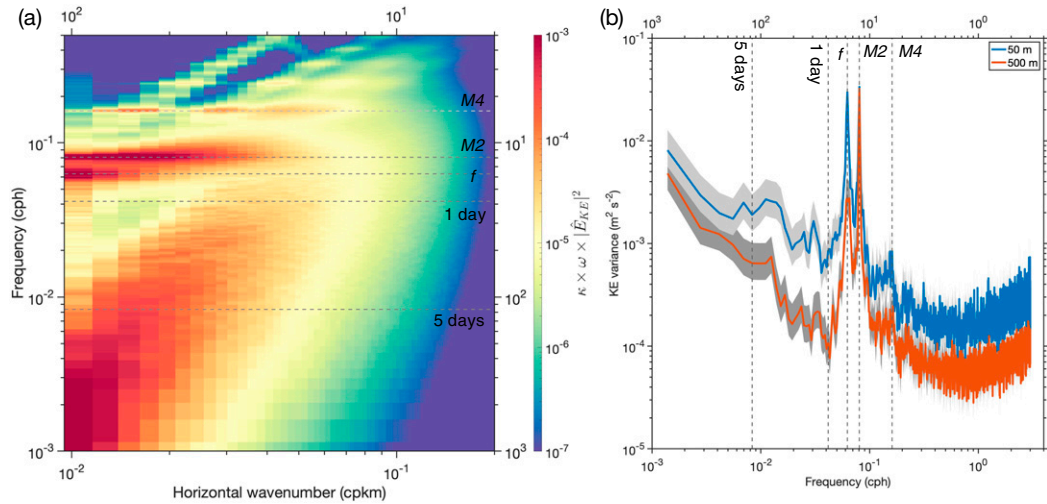 (a)
10^2
10^1
10^-1
10^-2
10^-3
10^1
10^2
10^3
M4
M2
f
1 day
5 days
Frequency (cph)
10^-2
10^-1
Horizontal wavenumber (cpkm)
10^-3
10^-4
10^-5
10^-6
10^-7
κ × ω × |Ê_{KE}|^2
(b)
10^-3
10^-2
10^-1
10^0
5 days
1 day
f
M2
M4
50 m
500 m
10^-1
10^-2
10^-3
10^-4
10^-5
KE variance (m^2 s^-2)
10^-3
10^-2
10^-1
10^0
Frequency (cph)